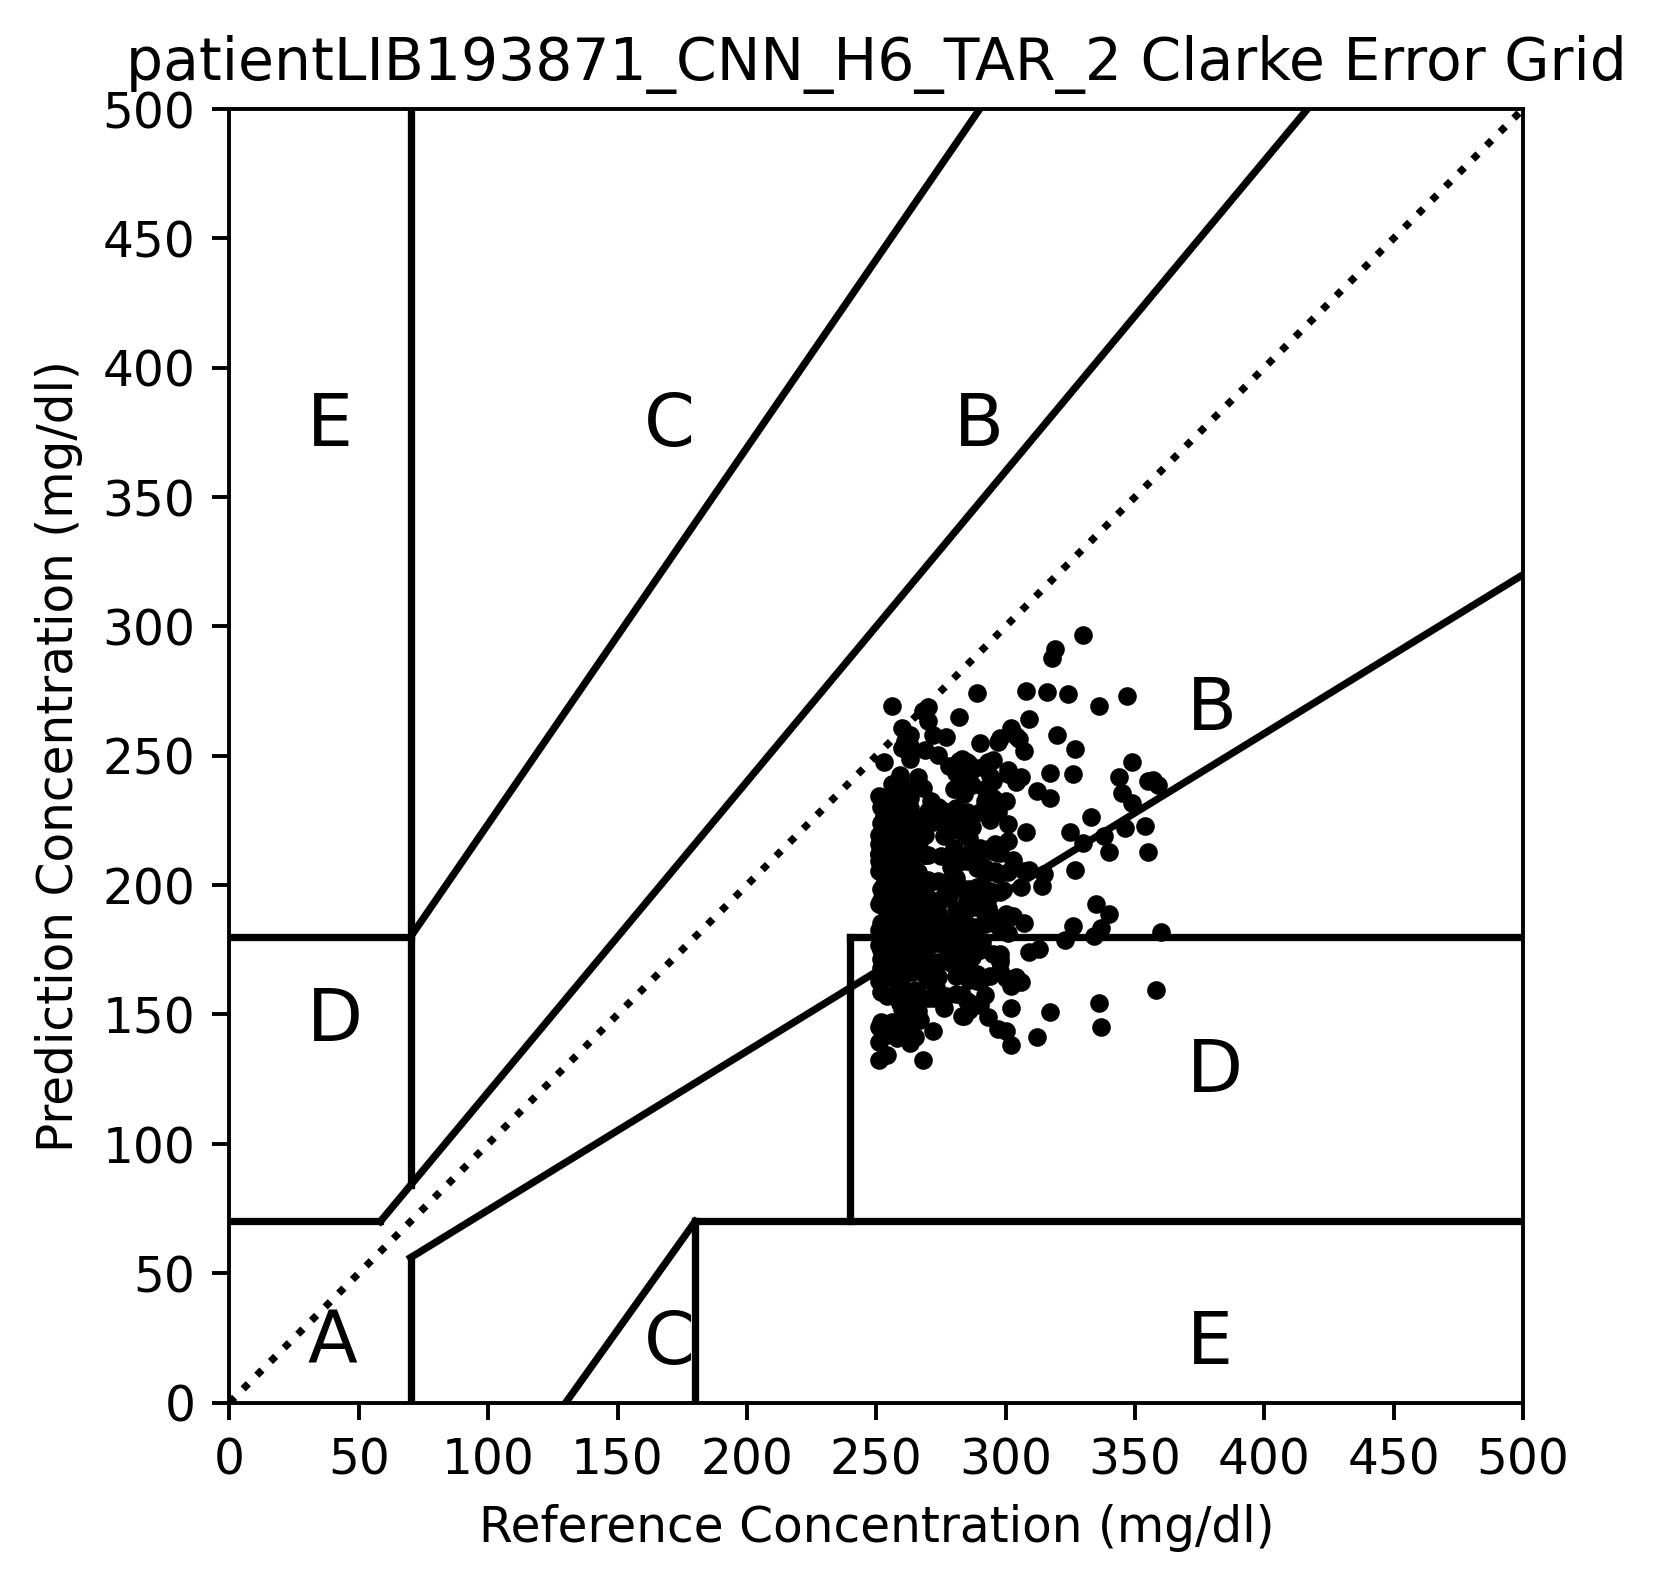 patientLIB193871_CNN_H6_TAR_2 Clarke Error Grid
500
450
400
350
300
250
200
150
100
50
0
Prediction Concentration (mg/dl)
E
C
B
B
D
D
A
C
E
0 50 100 150 200 250 300 350 400 450 500
Reference Concentration (mg/dl)